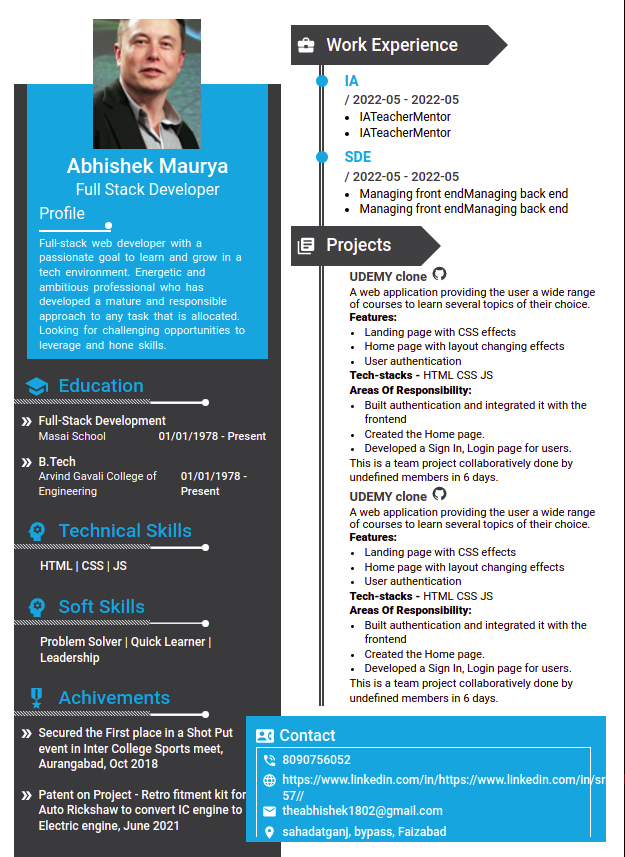 Abhishek Maurya
Full Stack Developer
Profile
Full-stack web developer with a
passionate goal to learn and grow in a
tech environment. Energetic and
ambitious professional who has
developed a mature and responsible
approach to any task that is allocated.
Looking for challenging opportunities to
leverage and hone skills.
Education
Full-Stack Development
Masai School 01/01/1978 - Present
B.Tech
Arvind Gavali College of 01/01/1978 -
Engineering Present
Technical Skills
HTML | CSS | JS
Soft Skills
Problem Solver | Quick Learner |
Leadership
Achivements
Secured the First place in a Shot Put
event in Inter College Sports meet,
Aurangabad, Oct 2018
Patent on Project - Retro fitment kit for
Auto Rickshaw to convert IC engine to
Electric engine, June 2021
Work Experience
IA
/ 2022-05 - 2022-05
IATeacherMentor
IATeacherMentor
SDE
/ 2022-05 - 2022-05
Managing front endManaging back end
Managing front endManaging back end
Projects
UDEMY clone
A web application providing the user a wide range
of courses to learn several topics of their choice.
Features:
Landing page with CSS effects
Home page with layout changing effects
User authentication
Tech-stacks - HTML CSS JS
Areas Of Responsibility:
Built authentication and integrated it with the
frontend
Created the Home page.
Developed a Sign In, Login page for users.
This is a team project collaboratively done by
undefined members in 6 days.
UDEMY clone
A web application providing the user a wide range
of courses to learn several topics of their choice.
Features:
Landing page with CSS effects
Home page with layout changing effects
User authentication
Tech-stacks - HTML CSS JS
Areas Of Responsibility:
Built authentication and integrated it with the
frontend
Created the Home page.
Developed a Sign In, Login page for users.
This is a team project collaboratively done by
undefined members in 6 days.
Contact
8090756052
https://www.linkedin.com/in/https://www.linkedin.com/in/sr
57//
theabhishek1802@gmail.com
sahadatganj, bypass, Faizabad